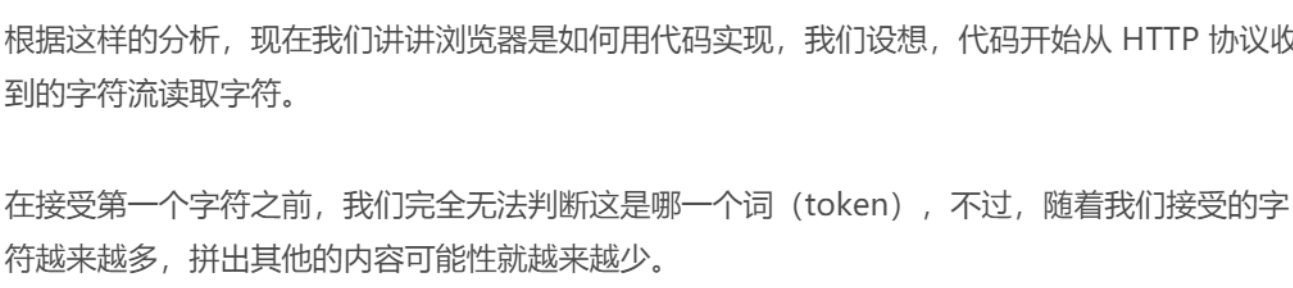 根据这样的分析，现在我们讲讲浏览器是如何用代码实现，我们设想，代码开始从 HTTP 协议收
到的字符流读取字符。
在接受第一个字符之前，我们完全无法判断这是哪一个词（token），不过，随着我们接受的字
符越来越多，拼出其他的内容可能性就越来越少。